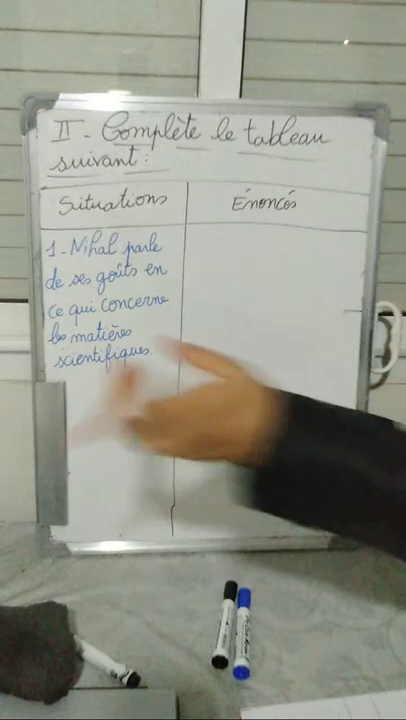 II - Complète le tableau
suivant :
Situations
Énoncés
1 - Nihal parle
de ses goûts en
ce qui concerne
les matières
scientifiques.